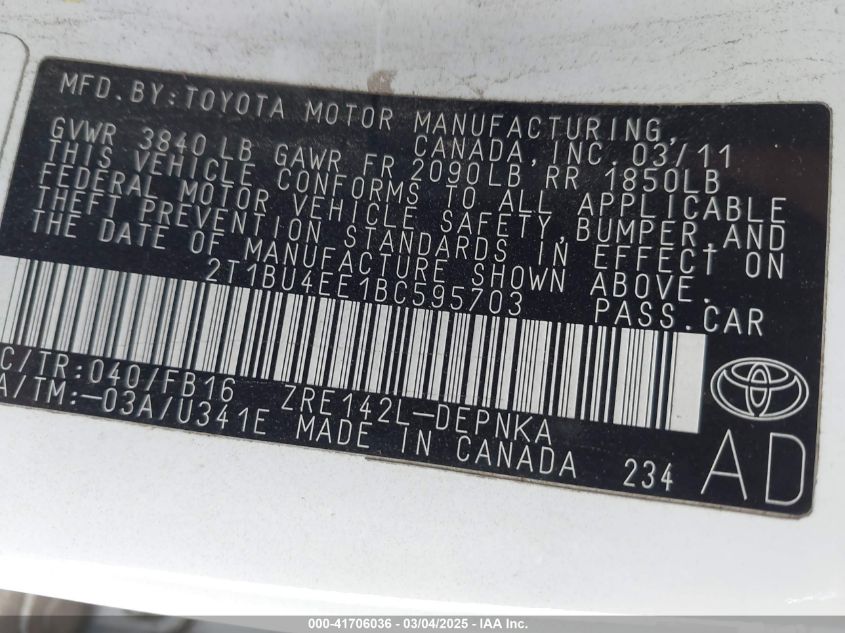 MFD.BY:TOYOTA MOTOR MANUFACTURING,
CANADA, INC. 03/11
GVWR 3840LB GAWR FR 2090LB RR 1850LB
THIS VEHICLE CONFORMS TO ALL APPLICABLE
FEDERAL MOTOR VEHICLE SAFETY, BUMPER, AND
THEFT PREVENTION STANDARDS IN EFFECT ON
THE DATE OF MANUFACTURE SHOWN ABOVE.
2T1BU4EE1BC595703 PASS.CAR
C/TR:040/FB16 ZRE142L-DEPNKA
A/TM:-03A/U341E MADE IN CANADA 234
AD
000-41706036 - 03/04/2025 - IAA Inc.